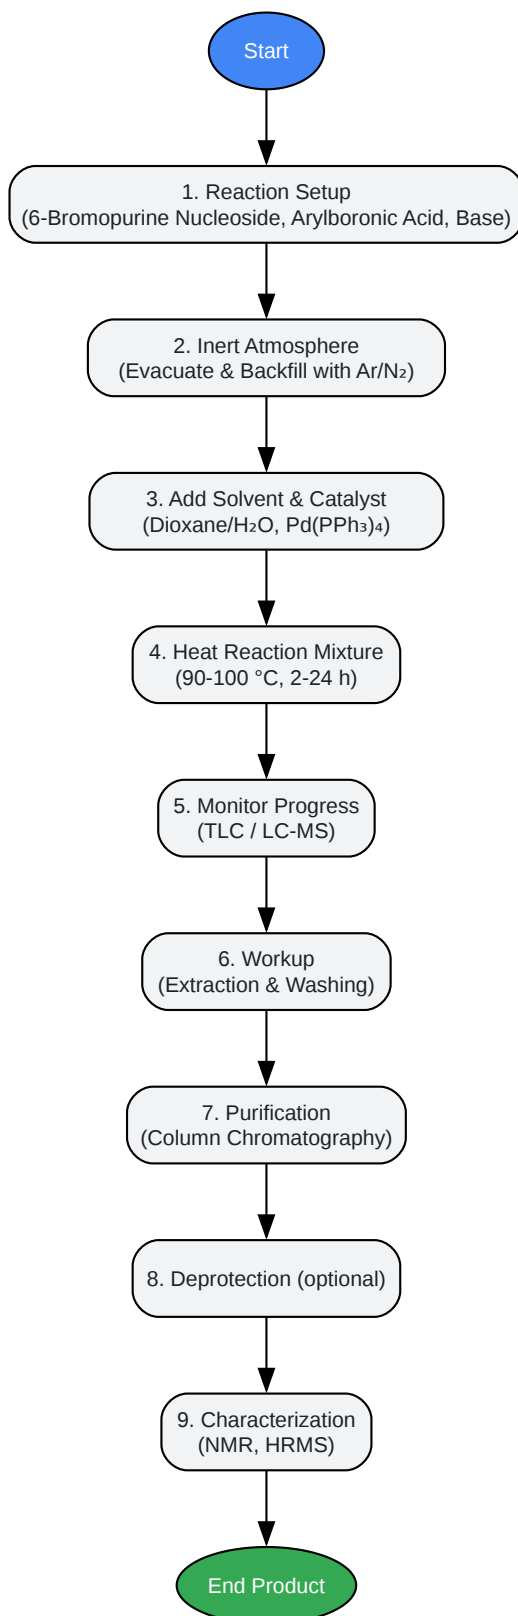 Start
1. Reaction Setup
(6-Bromopurine Nucleoside, Arylboronic Acid, Base)
2. Inert Atmosphere
(Evacuate & Backfill with Ar/N₂)
3. Add Solvent & Catalyst
(Dioxane/H₂O, Pd(PPh₃)₄)
4. Heat Reaction Mixture
(90-100 °C, 2-24 h)
5. Monitor Progress
(TLC / LC-MS)
6. Workup
(Extraction & Washing)
7. Purification
(Column Chromatography)
8. Deprotection (optional)
9. Characterization
(NMR, HRMS)
End Product